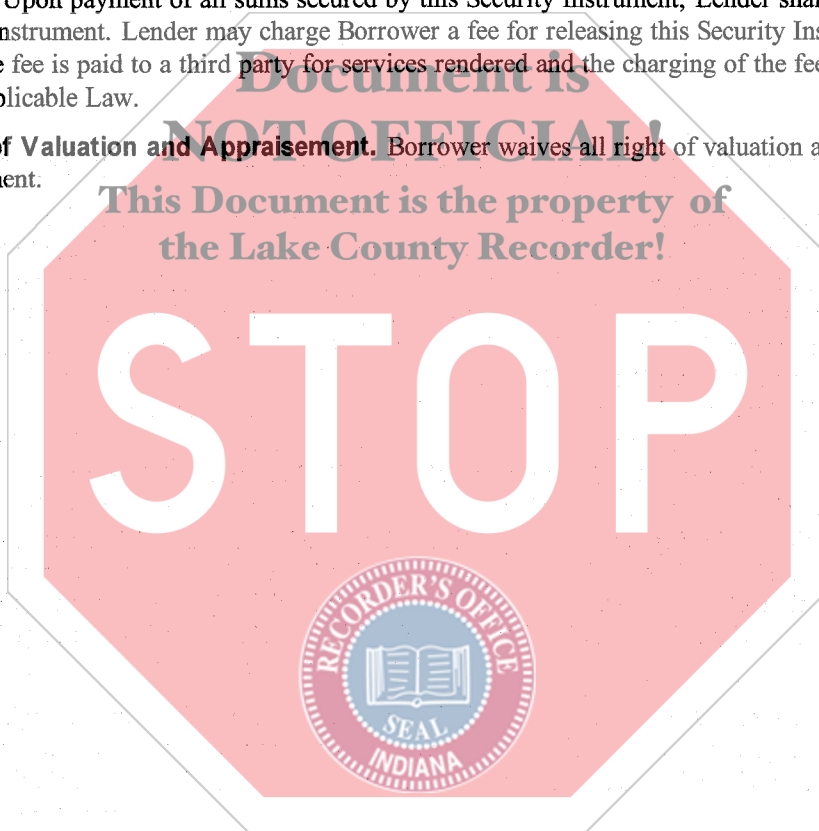 Upon payment of all sums secured by this Security Instrument, Lender shal
nstrument. Lender may charge Borrower a fee for releasing this Security Ins
e fee is paid to a third party for services rendered and the charging of the fee
plicable Law.
of Valuation and Appraisement. Borrower waives all right of valuation a
nent.
Document is
NOT OFFICIAL!
This Document is the property of
the Lake County Recorder!
STOP
RECORDER'S OFFICE
SEAL
INDIANA